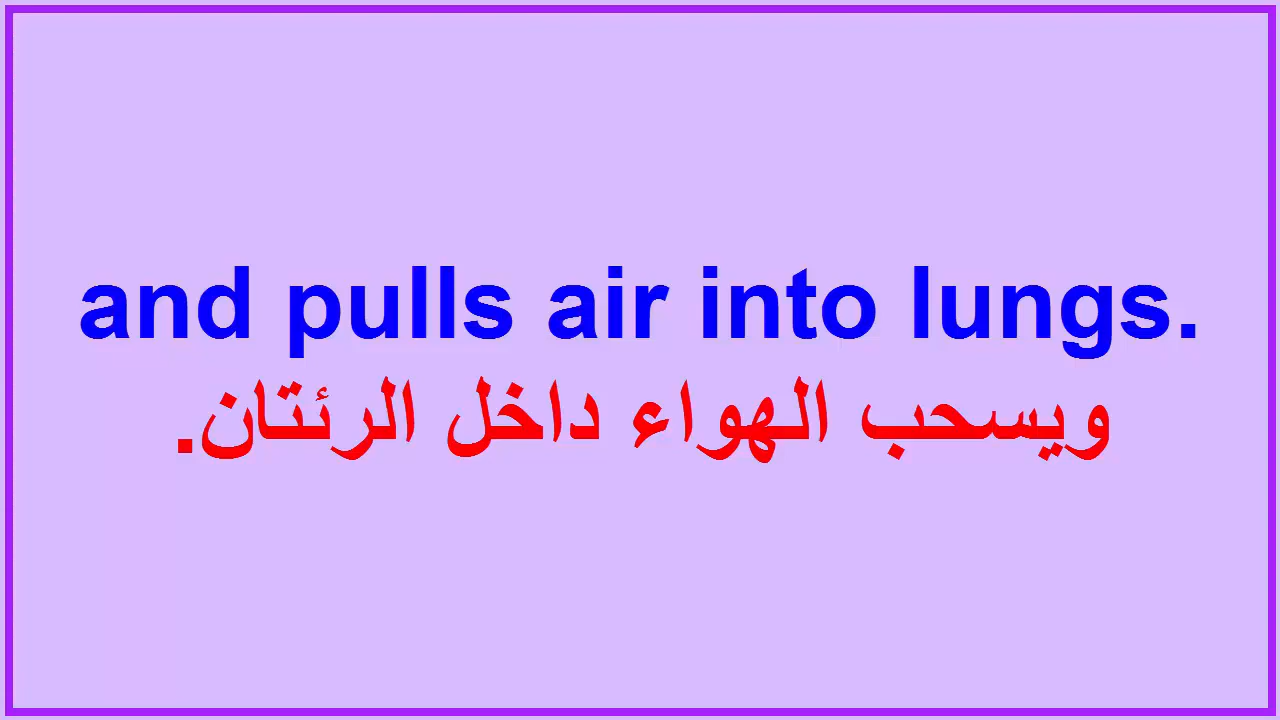 and pulls air into lungs.
ويسحب الهواء داخل الرئتان.